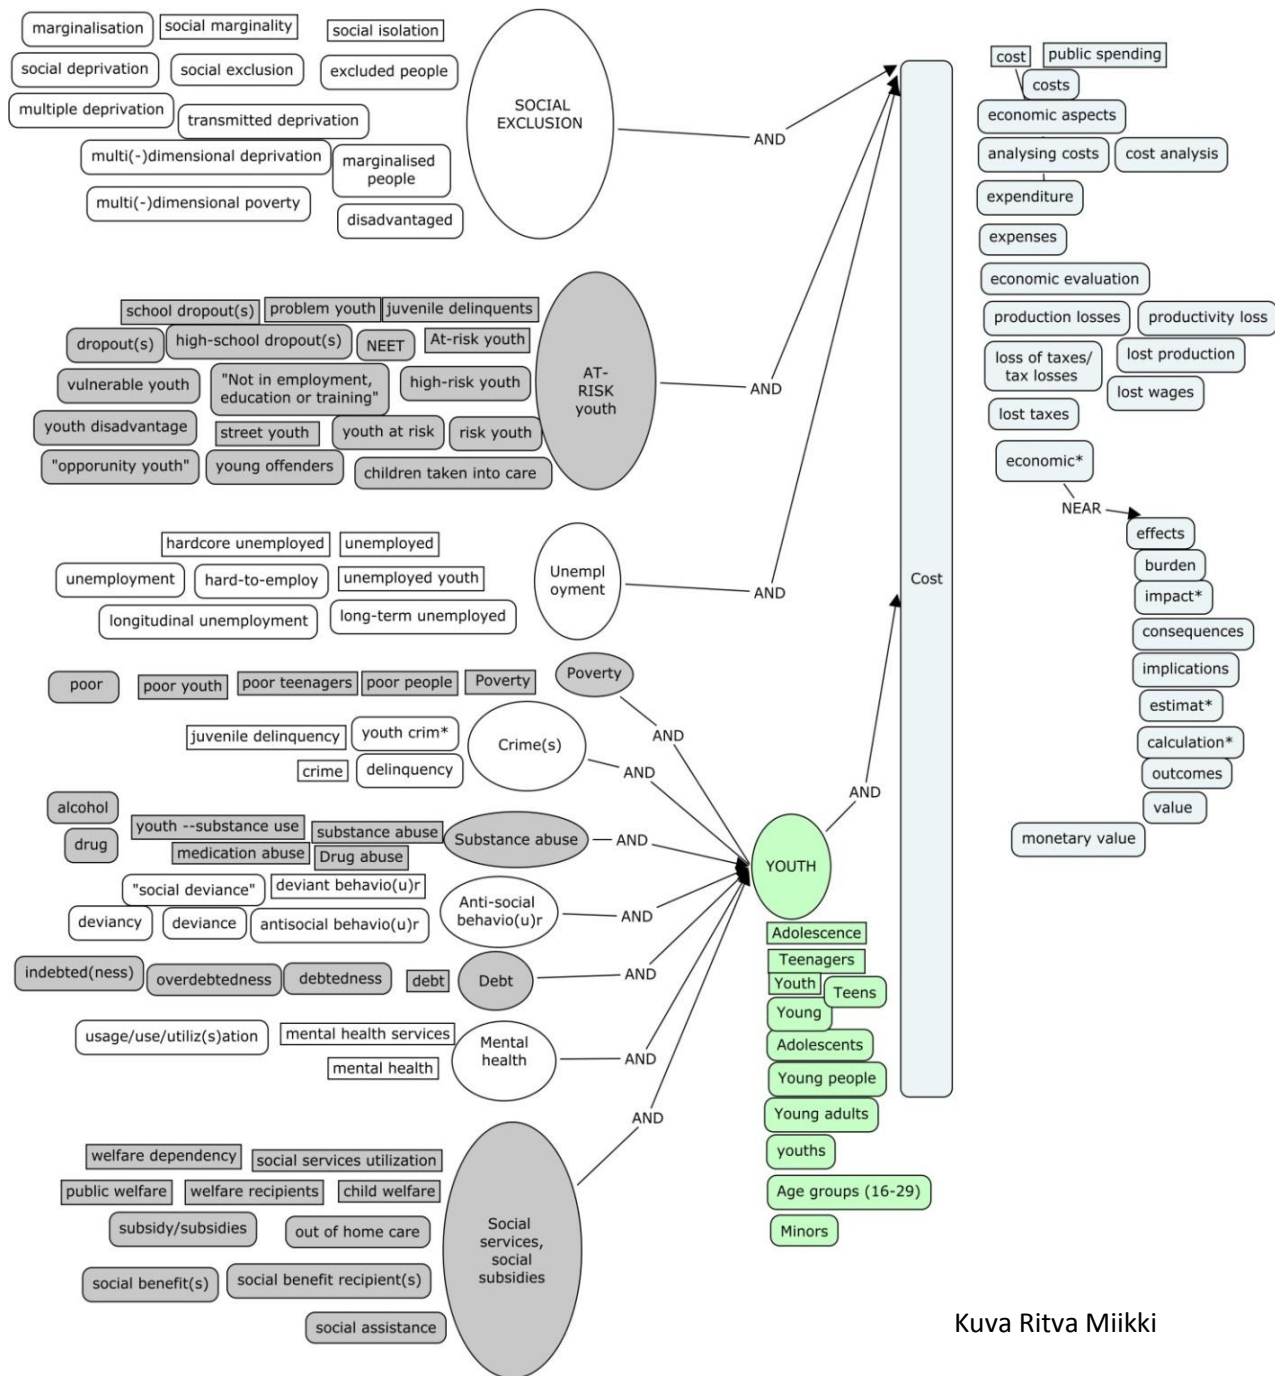 marginalisation
social marginality
social isolation
social deprivation
social exclusion
excluded people
multiple deprivation
transmitted deprivation
multi(-)dimensional deprivation
marginalised
people
multi(-)dimensional poverty
disadvantaged
SOCIAL
EXCLUSION
AND
school dropout(s)
problem youth
juvenile delinquents
dropout(s)
high-school dropout(s)
NEET
At-risk youth
vulnerable youth
"Not in employment,
education or training"
high-risk youth
youth disadvantage
street youth
youth at risk
risk youth
"opporunity youth"
young offenders
children taken into care
AT-
RISK
youth
AND
hardcore unemployed
unemployed
unemployment
hard-to-employ
unemployed youth
longitudinal unemployment
long-term unemployed
Unempl
oyment
AND
poor
poor youth
poor teenagers
poor people
Poverty
Poverty
AND
juvenile delinquency
youth crim*
crime
delinquency
Crime(s)
AND
alcohol
drug
youth --substance use
substance abuse
medication abuse
Drug abuse
Substance abuse
AND
"social deviance"
deviant behavio(u)r
deviancy
deviance
antisocial behavio(u)r
Anti-social
behavio(u)r
AND
indebted(ness)
overdebtedness
debtedness
debt
Debt
AND
usage/use/utiliz(s)ation
mental health services
mental health
Mental
health
AND
welfare dependency
social services utilization
public welfare
welfare recipients
child welfare
subsidy/subsidies
out of home care
social benefit(s)
social benefit recipient(s)
social assistance
Social
services,
social
subsidies
AND
YOUTH
Adolescence
Teenagers
Youth
Teens
Young
Adolescents
Young people
Young adults
youths
Age groups (16-29)
Minors
AND
Cost
cost
public spending
costs
economic aspects
analysing costs
cost analysis
expenditure
expenses
economic evaluation
production losses
productivity loss
loss of taxes/
tax losses
lost production
lost wages
lost taxes
economic*
NEAR
effects
burden
impact*
consequences
implications
estimat*
calculation*
outcomes
value
monetary value
Kuva Ritva Miikki